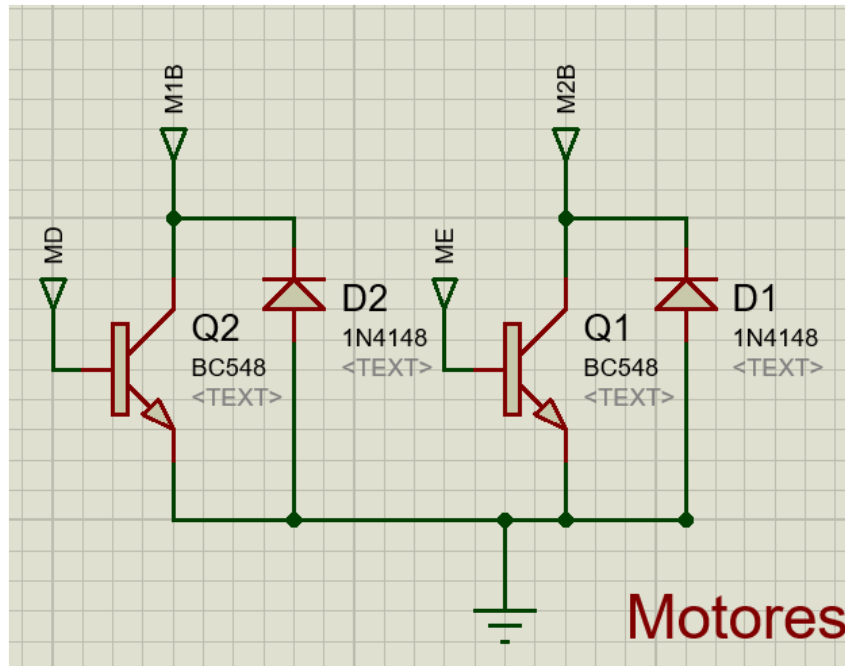 M1B
M2B
MD
ME
Q2
BC548
<TEXT>
D2
1N4148
<TEXT>
Q1
BC548
<TEXT>
D1
1N4148
<TEXT>
Motores